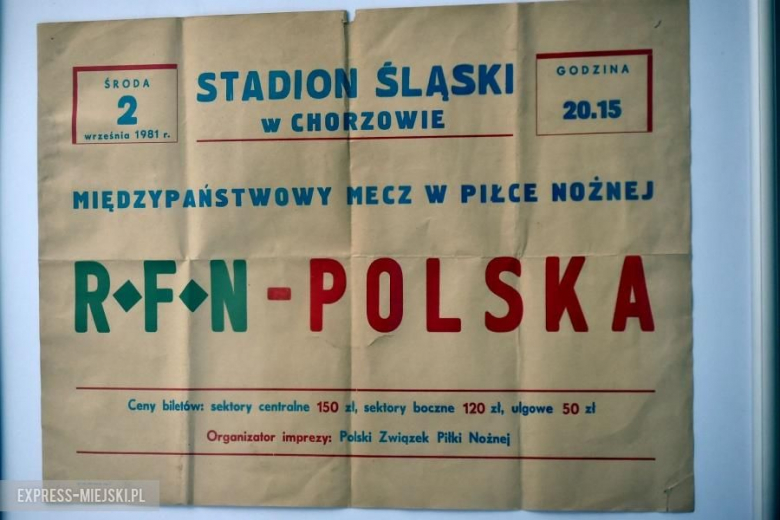 ŚRODA
2
września 1981 r.
STADION ŚLĄSKI
w CHORZOWIE
GODZINA
20.15
MIĘDZYPAŃSTWOWY MECZ W PIŁCE NOŻNEJ
R◆F◆N - POLSKA
Ceny biletów: sektory centralne 150 zł, sektory boczne 120 zł, ulgowe 50 zł
Organizator imprezy: Polski Związek Piłki Nożnej
EXPRESS-MIEJSKI.PL